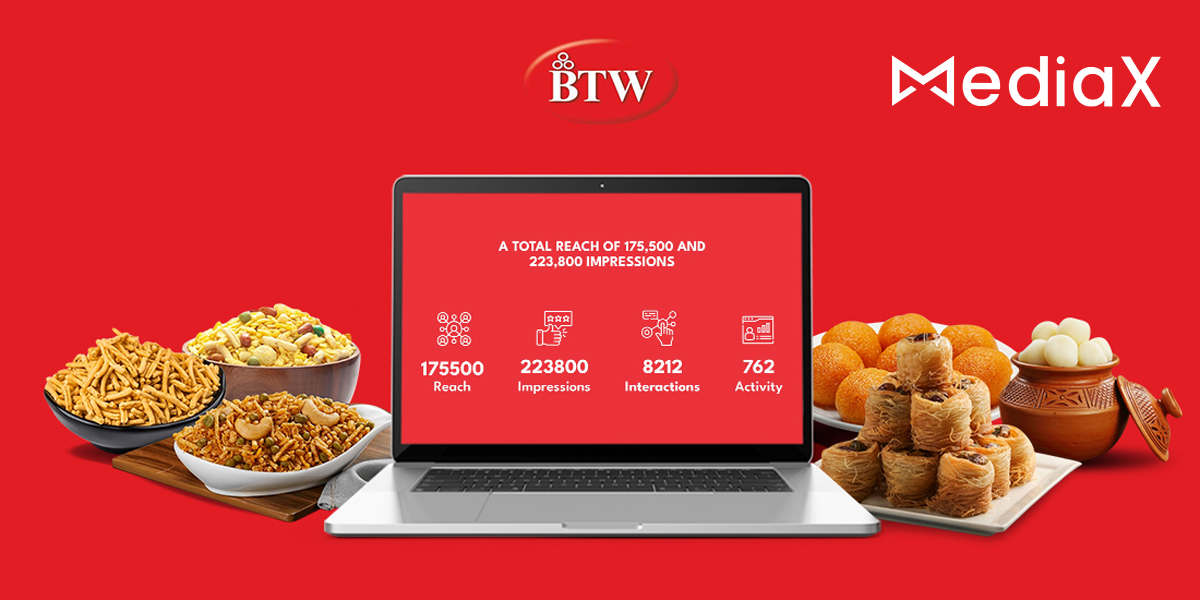 BTW
MediaX
A TOTAL REACH OF 175,500 AND
223,800 IMPRESSIONS
175500
Reach
223800
Impressions
8212
Interactions
762
Activity